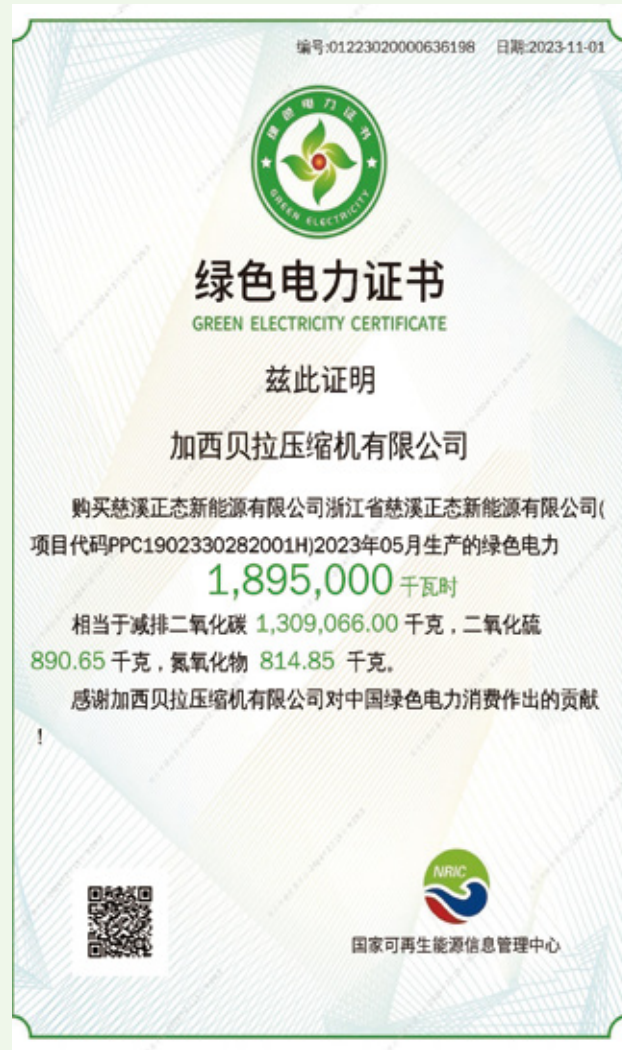 编号:01223020000636198 日期:2023-11-01
绿色电力证书
GREEN ELECTRICITY
绿色电力证书
GREEN ELECTRICITY CERTIFICATE
兹此证明
加西贝拉压缩机有限公司
购买慈溪正态新能源有限公司浙江省慈溪正态新能源有限公司(
项目代码PPC1902330282001H)2023年05月生产的绿色电力
1,895,000 千瓦时
相当于减排二氧化碳 1,309,066.00 千克，二氧化硫
890.65 千克，氮氧化物 814.85 千克。
感谢加西贝拉压缩机有限公司对中国绿色电力消费作出的贡献
！
NRIC
国家可再生能源信息管理中心